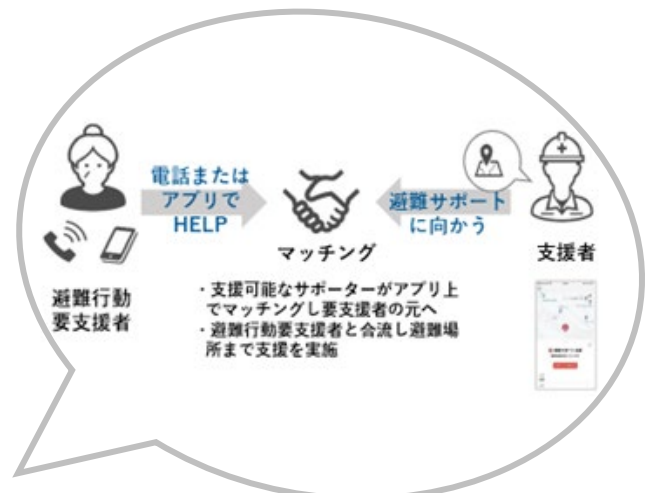 電話または
アプリで
HELP
避難サポート
に向かう
マッチング
支援者
避難行動
要支援者
・支援可能なサポーターがアプリ上
でマッチングし要支援者の元へ
・避難行動要支援者と合流し避難場
所まで支援を実施